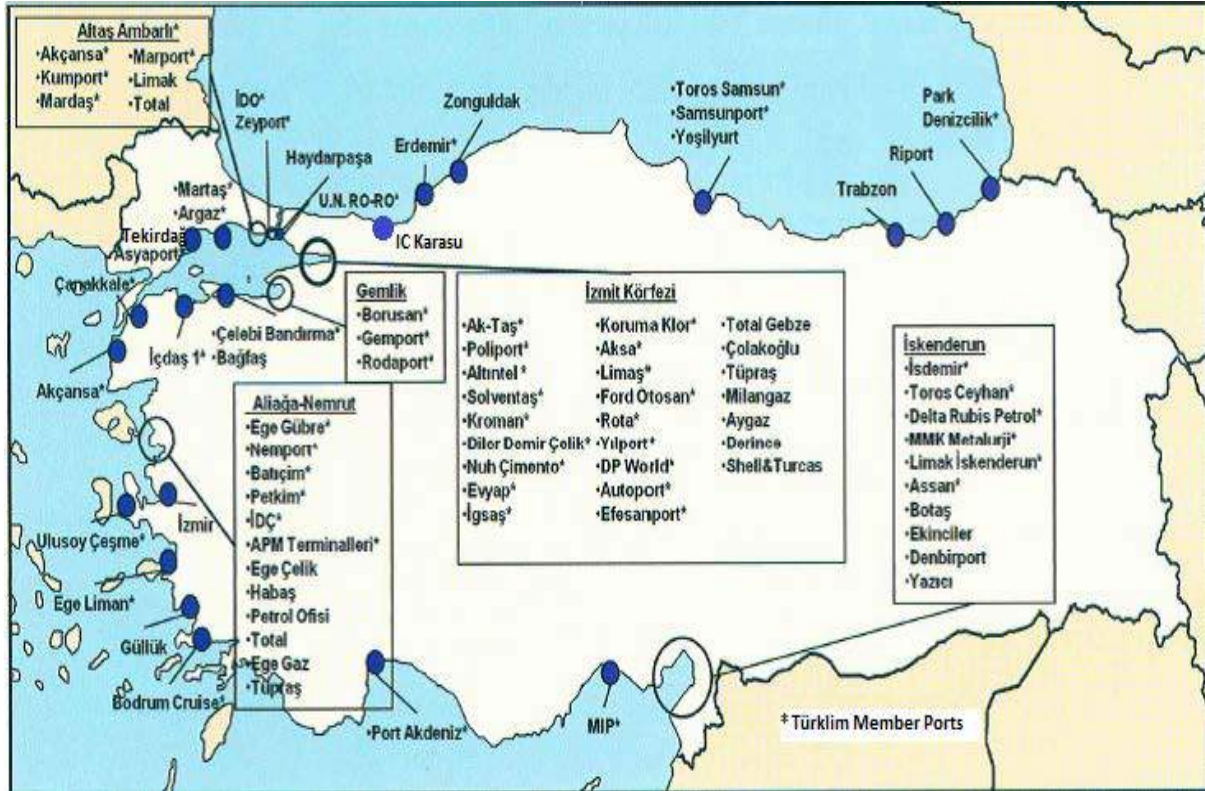 Altaş Ambarlı*
•Akçansa* •Marport*
•Kumport* •Limak
•Mardaş* •Total
İDO*
Zeyport*
Haydarpaşa
U.N. RO-RO*
IC Karasu
Erdemir*
Zonguldak
•Toros Samsun*
•Samsunport*
•Yeşilyurt
Trabzon
Riport
Park
Denizcilik*
•Martaş*
•Argaz*
Tekirdağ
Asyaport*
Çanakkale*
Akçansa*
İçdaş 1*
•Çelebi Bandırma*
•Bağfaş
Gemlik
•Borusan*
•Gemport*
•Rodaport*
İzmit Körfezi
•Ak-Taş* •Koruma Klor* •Total Gebze
•Poliport* •Aksa* •Çolakoğlu
•Altıntel* •Limaş* •Tüpraş
•Solventaş* •Ford Otosan* •Milangaz
•Kroman* •Rota* •Aygaz
•Diler Demir Çelik* •Yılport* •Derince
•Nuh Çimento* •DP World* •Shell&Turcas
•Evyap* •Autoport*
•İgsaş* •Efesanport*
İskenderun
•İsdemir*
•Toros Ceyhan*
•Delta Rubis Petrol*
•MMK Metalurji*
•Limak İskenderun*
•Assan*
•Botaş
•Ekinciler
•Denbirport
•Yazıcı
Aliağa-Nemrut
•Ege Gübre*
•Nemport*
•Batıçim*
•Petkim*
•İDÇ*
•APM Terminalleri*
•Ege Çelik
•Habaş
•Petrol Ofisi
•Total
•Ege Gaz
•Tüpraş
İzmir
Ulusoy Çeşme*
Ege Liman*
Güllük
Bodrum Cruise*
•Port Akdeniz*
MIP*
* Türklim Member Ports